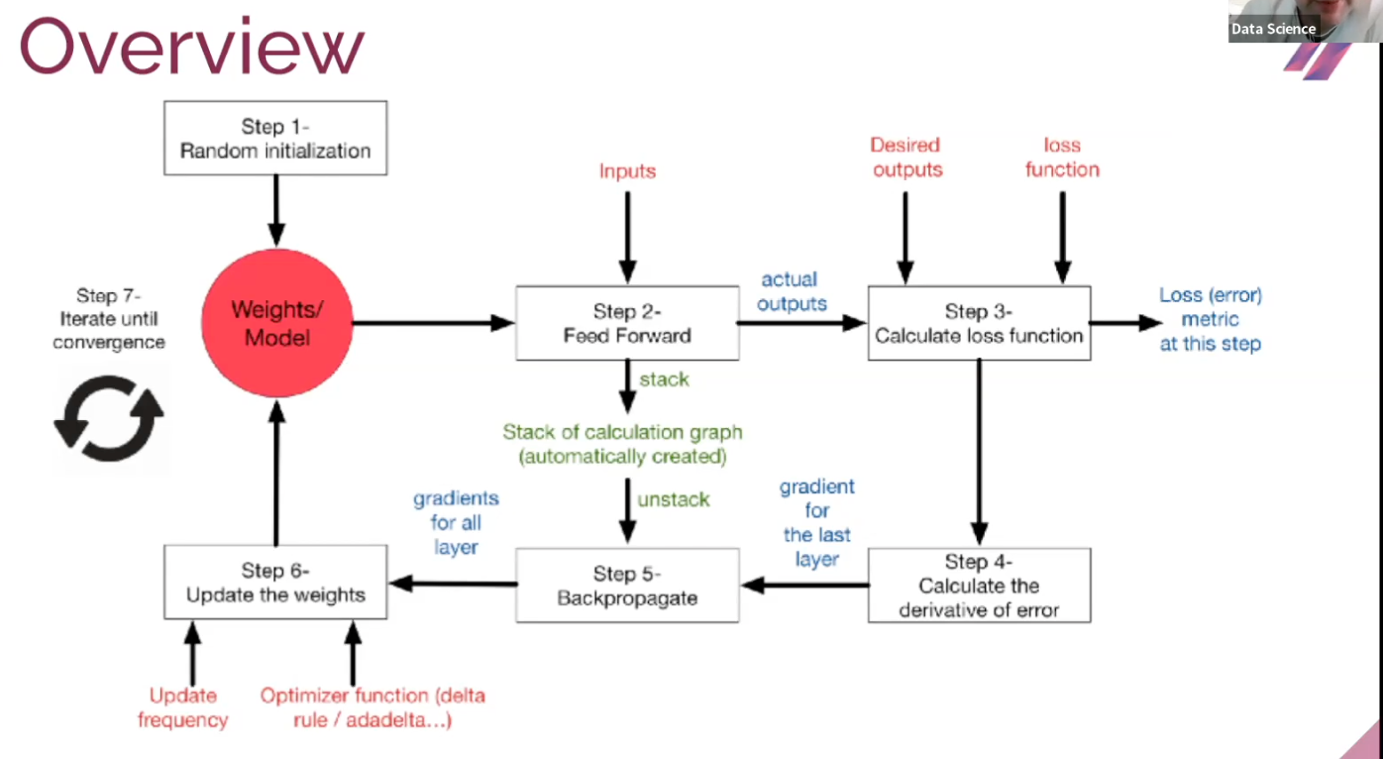 Overview
Data Science
Step 1-
Random initialization
Inputs
Desired
outputs
loss
function
Step 7-
Iterate until
convergence
Weights/
Model
Step 2-
Feed Forward
actual
outputs
Step 3-
Calculate loss function
Loss (error)
metric
at this step
stack
Stack of calculation graph
(automatically created)
unstack
gradients
for all
layer
gradient
for
the last
layer
Step 6-
Update the weights
Step 5-
Backpropagate
Step 4-
Calculate the
derivative of error
Update
frequency
Optimizer function (delta
rule / adadelta...)